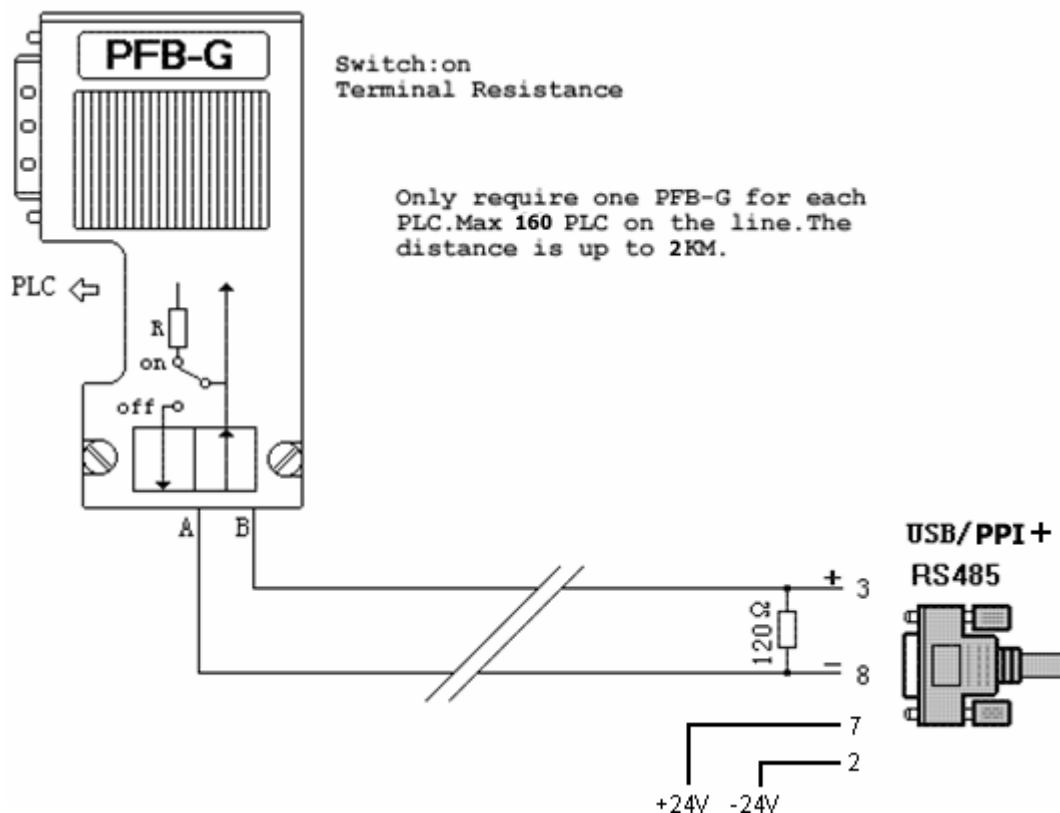 PFB-G
Switch:on
Terminal Resistance
Only require one PFB-G for each
PLC.Max 160 PLC on the line.The
distance is up to 2KM.
PLC
R
on
off
A B
USB/PPI+
RS485
+ 3
120Ω
− 8
7
2
+24V -24V